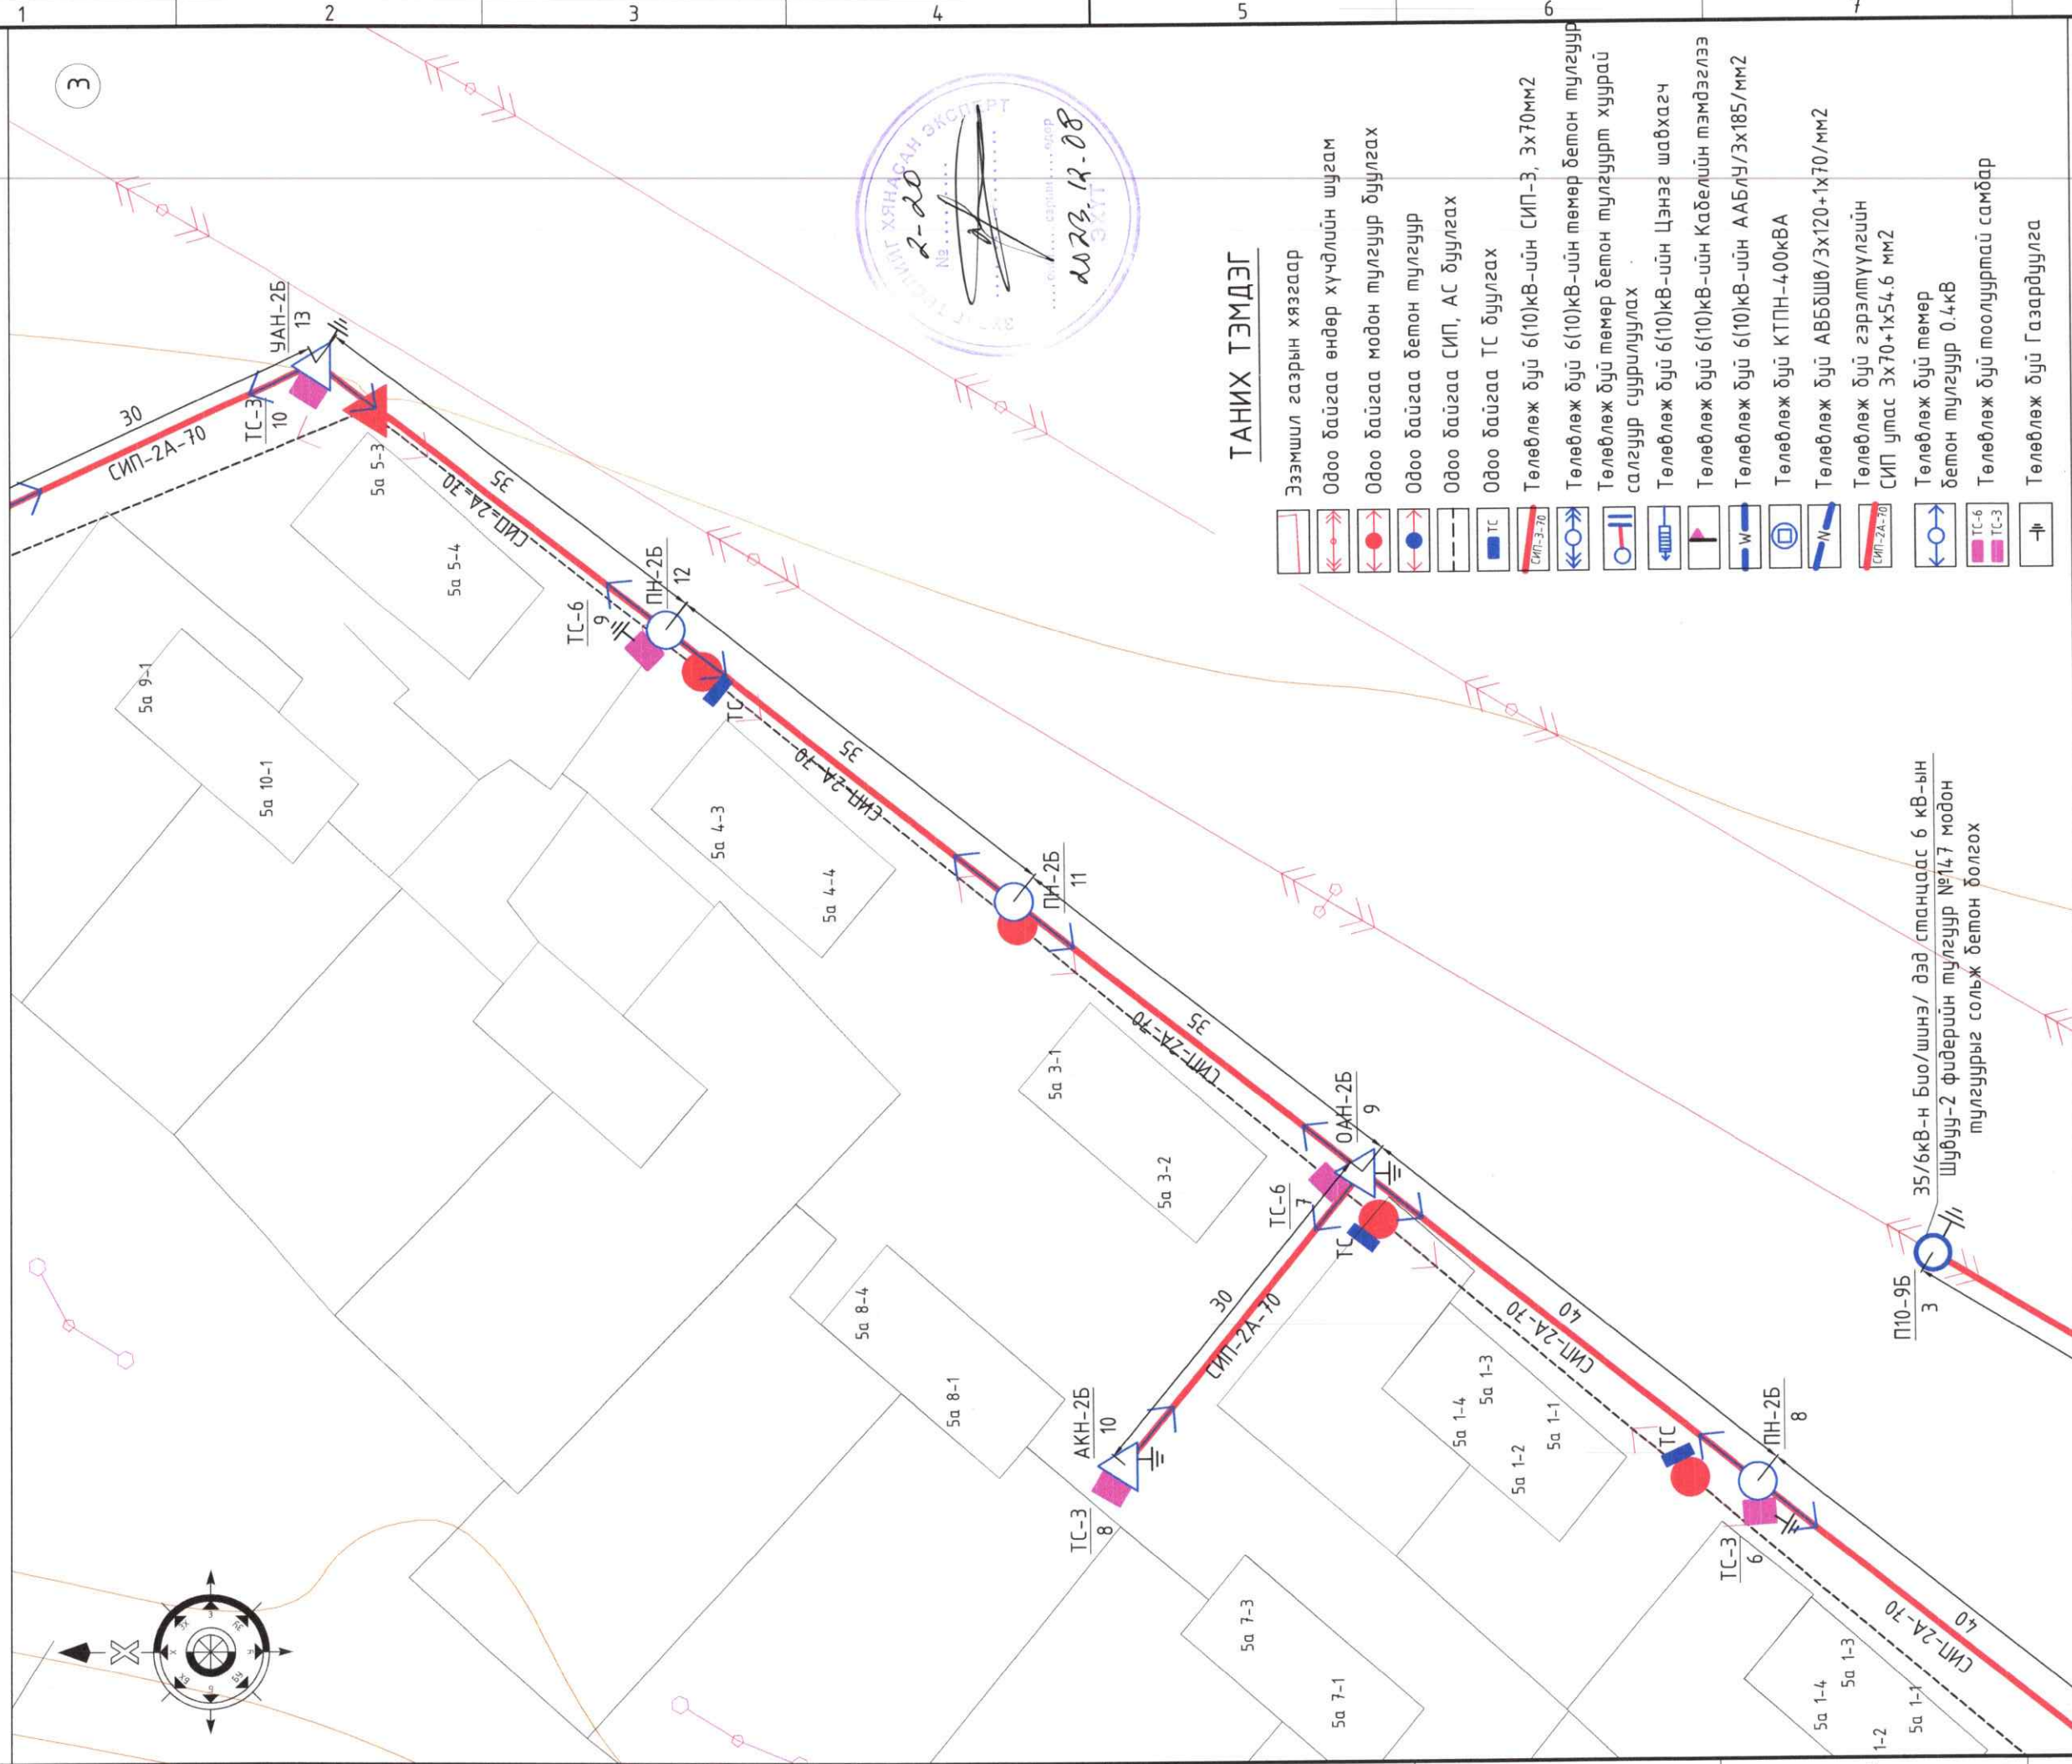 1
2
3
4
5
6
7
3
УАН-2Б
13
ТС-3
10
30
СИП-2А-70
5а 5-3
5а 5-4
35
СИП-2А-70
ТС-6
9
ПН-2Б
12
ТС
5а 9-1
5а 10-1
35
СИП-2А-70
5а 4-3
5а 4-4
ПН-2Б
11
35
СИП-2А-70
5а 3-1
5а 3-2
ОАН-2Б
9
ТС-6
7
ТС
30
СИП-2А-70
5а 8-4
5а 8-1
АКН-2Б
10
ТС-3
8
40
СИП-2А-70
5а 1-4
5а 1-3
5а 1-2
5а 1-1
ТС
ПН-2Б
8
ТС-3
6
5а 7-3
5а 7-1
40
СИП-2А-70
5а 1-4
5а 1-3
1-2
5а 1-1
П10-9Б
3
35/6кВ-н Био/шинэ/ дэд станцаас 6 кВ-ын
Шувуу-2 фидерийн тулгуур №147 модон
тулгуурыг сольж бетон болгох
Х
ХЯНАСАН ЭКСПЕРТ
№ 2-20
2023.12.08
ЭХҮТ
ТАНИХ ТЭМДЭГ
Эзэмшил газрын хязгаар
Одоо байгаа өндөр хүчдлийн шугам
Одоо байгаа модон тулгуур буулгах
Одоо байгаа бетон тулгуур
Одоо байгаа СИП, АС буулгах
ТС Одоо байгаа ТС буулгах
СИП-3-70 Төлөвлөж буй 6(10)кВ-ийн СИП-3, 3х70мм2
Төлөвлөж буй 6(10)кВ-ийн төмөр бетон тулгуур
Төлөвлөж буй төмөр бетон тулгуурт хуурай
салгуур суурилуулах
Төлөвлөж буй 6(10)кВ-ийн Цэнэг шавхагч
Төлөвлөж буй 6(10)кВ-ийн Кабелийн тэмдэглэгээ
W Төлөвлөж буй 6(10)кВ-ийн ААБлУ/3х185/мм2
Төлөвлөж буй КТПН-400кВА
N Төлөвлөж буй АВБбШв/3х120+1х70/мм2
СИП-2А-70 Төлөвлөж буй гэрэлтүүлгийн
СИП утас 3х70+1х54.6 мм2
Төлөвлөж буй төмөр
бетон тулгуур 0.4кВ
ТС-6
ТС-3 Төлөвлөж буй тоолууртай самбар
Төлөвлөж буй Газардуулга